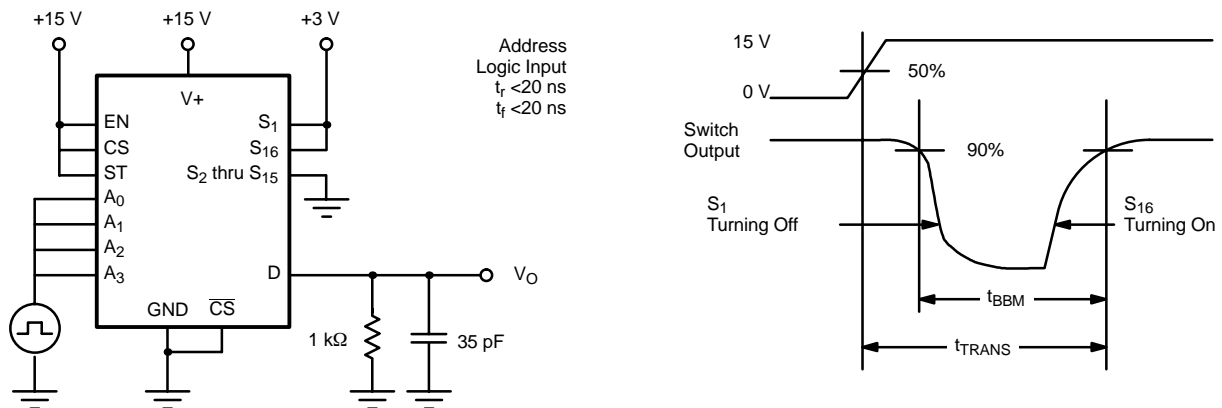 +15 V
+15 V
+3 V
Address
Logic Input
tr <20 ns
tf <20 ns
V+
EN
CS
ST
A0
A1
A2
A3
S1
S16
S2 thru S15
D
VO
GND
CS
1 kΩ
35 pF
15 V
50%
0 V
Switch
Output
90%
S1
Turning Off
S16
Turning On
tBBM
tTRANS